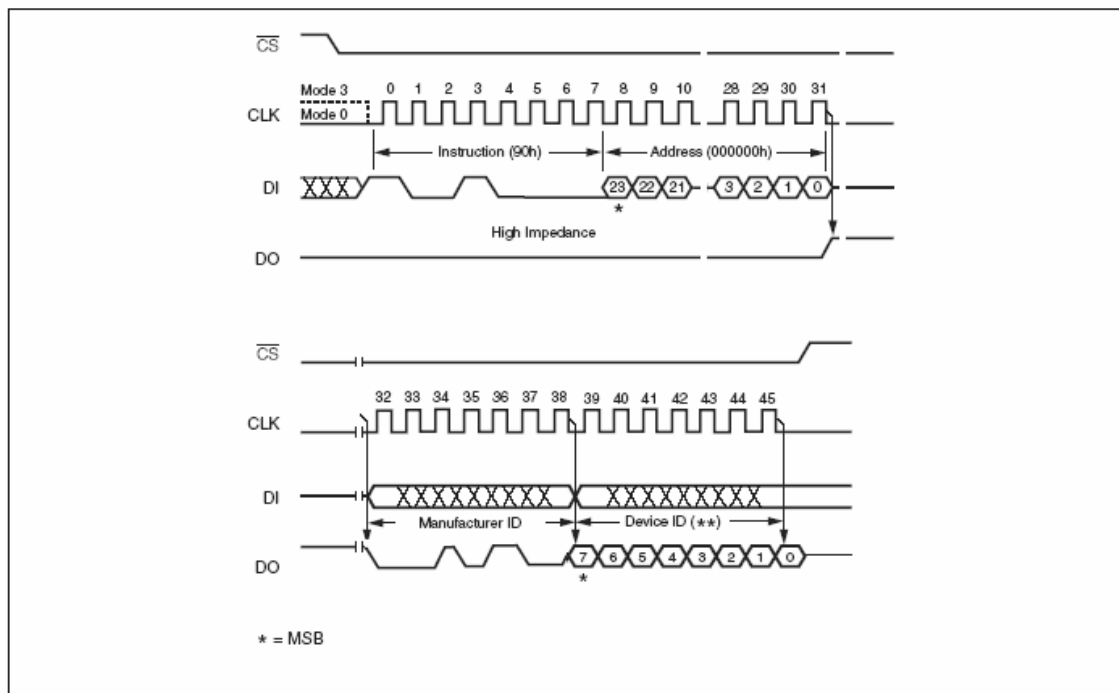 CS
Mode 3
0 1 2 3 4 5 6 7 8 9 10 28 29 30 31
CLK
Mode 0
Instruction (90h) Address (000000h)
DI
23 22 21 3 2 1 0
*
High Impedance
DO
CS
32 33 34 35 36 37 38 39 40 41 42 43 44 45
CLK
DI
Manufacturer ID Device ID (**)
DO
7 6 5 4 3 2 1 0
*
* = MSB